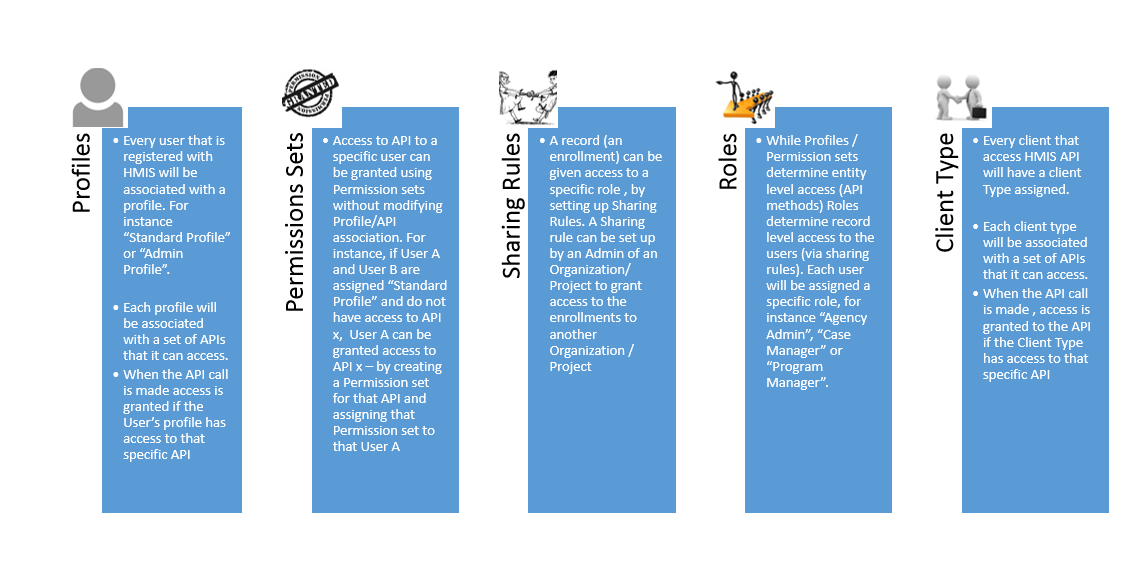 Profiles
• Every user that is
registered with
HMIS will be
associated with a
profile. For
instance
“Standard Profile”
or “Admin
Profile”.
• Each profile will
be associated
with a set of APIs
that it can access.
• When the API call
is made access is
granted if the
User’s profile has
access to that
specific API
GRANTED
PERMISSION
Permissions Sets
• Access to API to a
specific user can
be granted using
Permission sets
without modifying
Profile/API
association. For
instance, if User A
and User B are
assigned “Standard
Profile” and do not
have access to API
x,  User A can be
granted access to
API x – by creating
a Permission set
for that API and
assigning that
Permission set to
that User A
Sharing Rules
• A record (an
enrollment) can be
given access to a
specific role , by
setting up Sharing
Rules. A Sharing
rule can be set up
by an Admin of an
Organization/
Project to grant
access to the
enrollments to
another
Organization /
Project
Roles
• While Profiles /
Permission sets
determine entity
level access (API
methods) Roles
determine record
level access to the
users (via sharing
rules). Each user
will be assigned a
specific role, for
instance “Agency
Admin”, “Case
Manager” or
“Program
Manager”.
Client Type
• Every client that
access HMIS API
will have a client
Type assigned.
• Each client type
will be associated
with a set of APIs
that it can access.
• When the API call
is made , access is
granted to the API
if the Client Type
has access to that
specific API